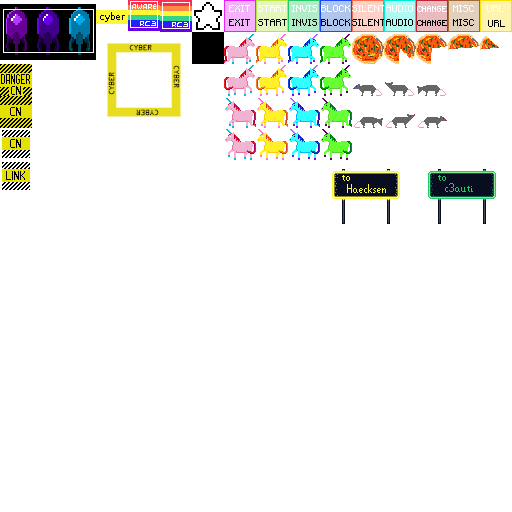 cyber
AWARE
RC3
RC3
EXIT START INVIS BLOCK SILENT AUDIO CHANGE MISC URL
EXIT START INVIS BLOCK SILENT AUDIO CHANGE MISC URL
CYBER
CYBER
CYBER
CYBER
DANGER
CN
CN
CN
LINK
to
Haecksen
to
c3auti